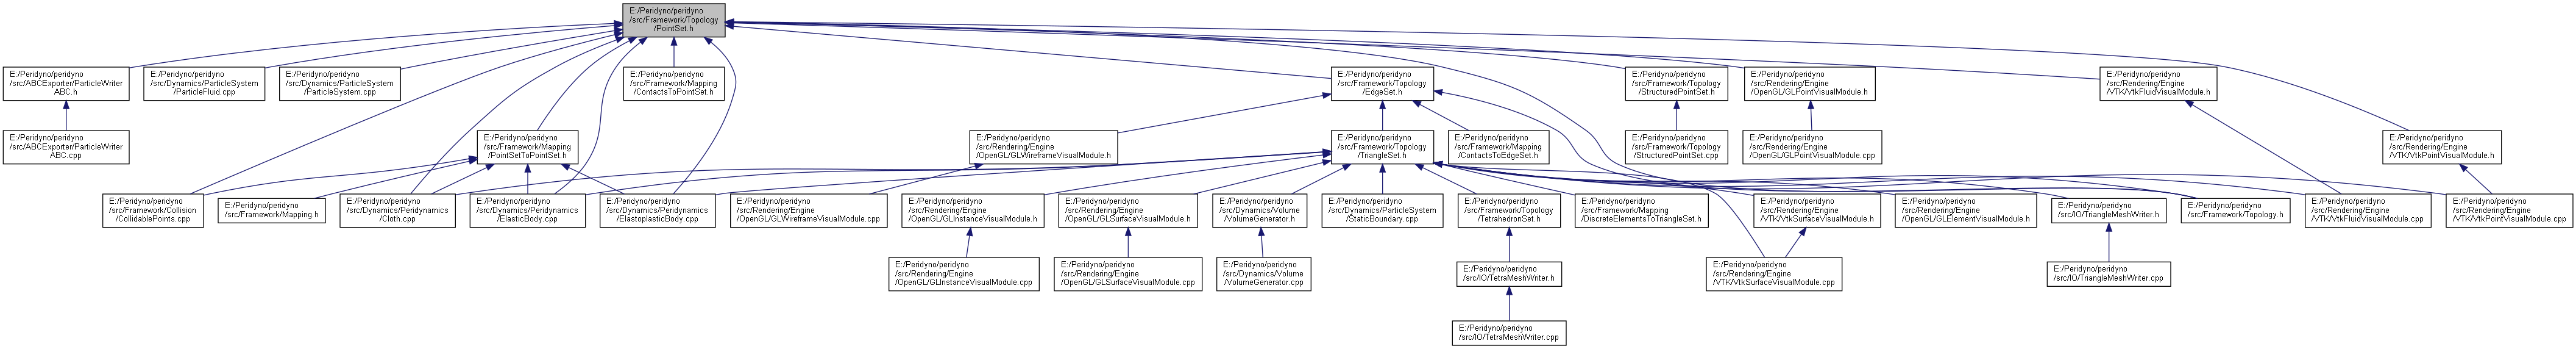 E:/Peridyno/peridyno
/src/Framework/Topology
/PointSet.h
E:/Peridyno/peridyno
/src/ABCExporter/ParticleWriter
ABC.h
E:/Peridyno/peridyno
/src/Dynamics/ParticleSystem
/ParticleFluid.cpp
E:/Peridyno/peridyno
/src/Dynamics/ParticleSystem
/ParticleSystem.cpp
E:/Peridyno/peridyno
/src/Framework/Mapping
/ContactsToPointSet.h
E:/Peridyno/peridyno
/src/Framework/Topology
/EdgeSet.h
E:/Peridyno/peridyno
/src/Framework/Topology
/StructuredPointSet.h
E:/Peridyno/peridyno
/src/Rendering/Engine
/OpenGL/GLPointVisualModule.h
E:/Peridyno/peridyno
/src/Rendering/Engine
/VTK/VtkFluidVisualModule.h
E:/Peridyno/peridyno
/src/ABCExporter/ParticleWriter
ABC.cpp
E:/Peridyno/peridyno
/src/Framework/Mapping
/PointSetToPointSet.h
E:/Peridyno/peridyno
/src/Rendering/Engine
/OpenGL/GLWireframeVisualModule.h
E:/Peridyno/peridyno
/src/Framework/Topology
/TriangleSet.h
E:/Peridyno/peridyno
/src/Framework/Mapping
/ContactsToEdgeSet.h
E:/Peridyno/peridyno
/src/Framework/Topology
/StructuredPointSet.cpp
E:/Peridyno/peridyno
/src/Rendering/Engine
/OpenGL/GLPointVisualModule.cpp
E:/Peridyno/peridyno
/src/Rendering/Engine
/VTK/VtkPointVisualModule.h
E:/Peridyno/peridyno
/src/Framework/Collision
/CollidablePoints.cpp
E:/Peridyno/peridyno
/src/Framework/Mapping.h
E:/Peridyno/peridyno
/src/Dynamics/Peridynamics
/Cloth.cpp
E:/Peridyno/peridyno
/src/Dynamics/Peridynamics
/ElasticBody.cpp
E:/Peridyno/peridyno
/src/Dynamics/Peridynamics
/ElastoplasticBody.cpp
E:/Peridyno/peridyno
/src/Rendering/Engine
/OpenGL/GLWireframeVisualModule.cpp
E:/Peridyno/peridyno
/src/Rendering/Engine
/OpenGL/GLInstanceVisualModule.h
E:/Peridyno/peridyno
/src/Rendering/Engine
/OpenGL/GLSurfaceVisualModule.h
E:/Peridyno/peridyno
/src/Dynamics/Volume
/VolumeGenerator.h
E:/Peridyno/peridyno
/src/Dynamics/ParticleSystem
/StaticBoundary.cpp
E:/Peridyno/peridyno
/src/Framework/Topology
/TetrahedronSet.h
E:/Peridyno/peridyno
/src/Framework/Mapping
/DiscreteElementsToTriangleSet.h
E:/Peridyno/peridyno
/src/Rendering/Engine
/VTK/VtkSurfaceVisualModule.h
E:/Peridyno/peridyno
/src/Rendering/Engine
/OpenGL/GLElementVisualModule.h
E:/Peridyno/peridyno
/src/IO/TriangleMeshWriter.h
E:/Peridyno/peridyno
/src/Framework/Topology.h
E:/Peridyno/peridyno
/src/Rendering/Engine
/VTK/VtkFluidVisualModule.cpp
E:/Peridyno/peridyno
/src/Rendering/Engine
/VTK/VtkPointVisualModule.cpp
E:/Peridyno/peridyno
/src/Rendering/Engine
/OpenGL/GLInstanceVisualModule.cpp
E:/Peridyno/peridyno
/src/Rendering/Engine
/OpenGL/GLSurfaceVisualModule.cpp
E:/Peridyno/peridyno
/src/Dynamics/Volume
/VolumeGenerator.cpp
E:/Peridyno/peridyno
/src/IO/TetraMeshWriter.h
E:/Peridyno/peridyno
/src/Rendering/Engine
/VTK/VtkSurfaceVisualModule.cpp
E:/Peridyno/peridyno
/src/IO/TriangleMeshWriter.cpp
E:/Peridyno/peridyno
/src/IO/TetraMeshWriter.cpp